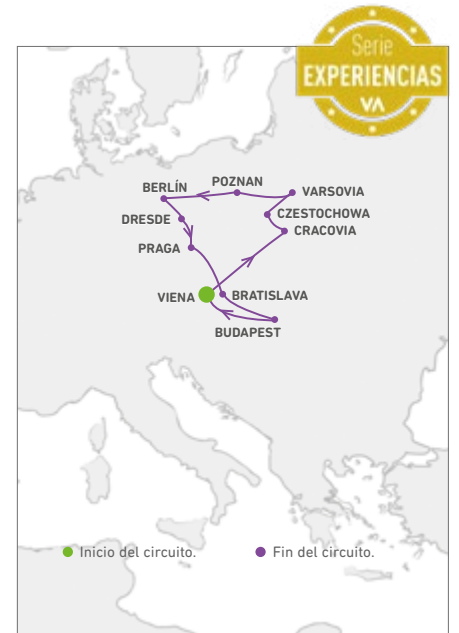 Serie
EXPERIENCIAS
VA
BERLÍN
POZNAN
VARSOVIA
DRESDE
CZESTOCHOWA
CRACOVIA
PRAGA
VIENA
BRATISLAVA
BUDAPEST
Inicio del circuito.
Fin del circuito.